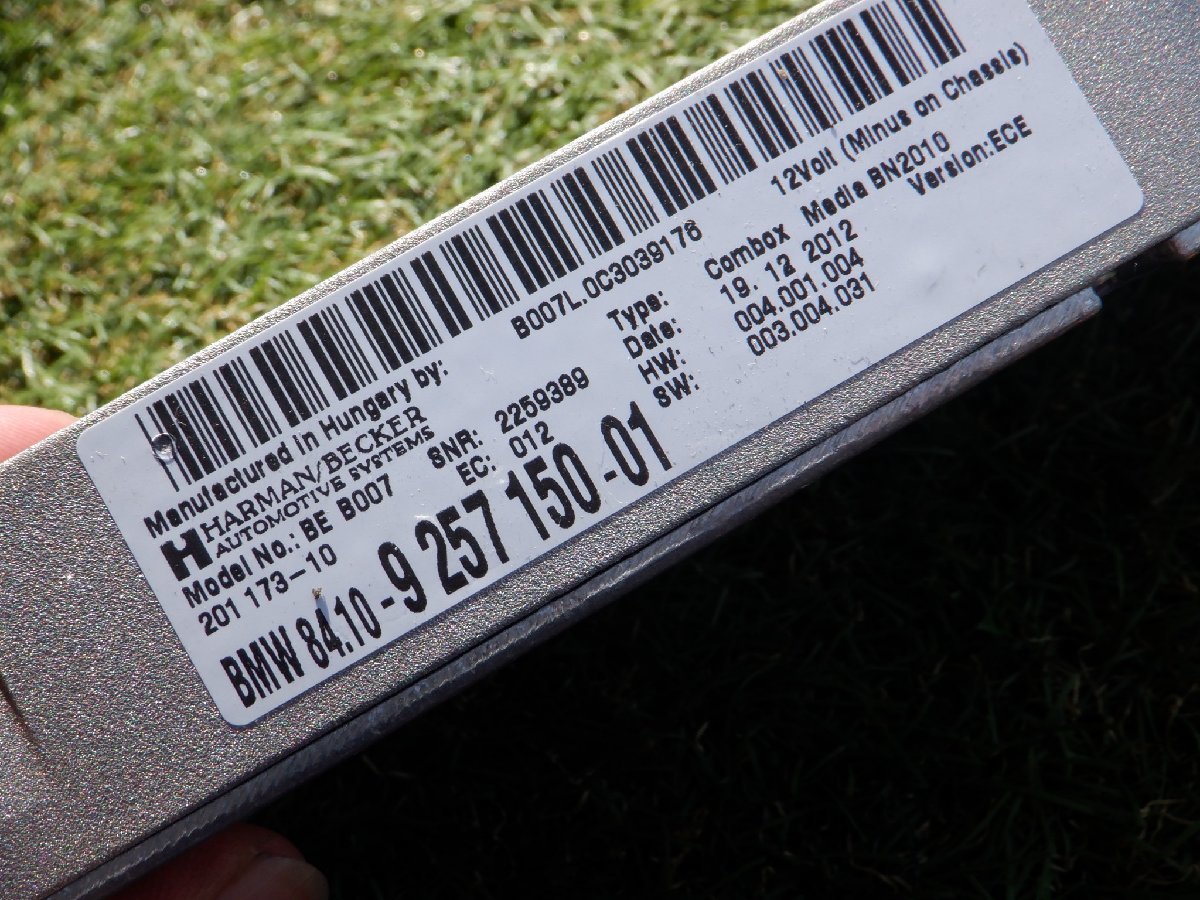 B007L.0C3039176
12Volt (Minus on Chassis)
Manufactured in Hungary by:
HARMAN/BECKER
AUTOMOTIVE SYSTEMS
Model No.: BE B007
201 173-10
SNR: 2259389
EC: 012
Type: Combox Media BN2010
Date: 19. 12 2012
Version:ECE
HW: 004.001.004
SW: 003.004.031
BMW 84.10-9 257 150-01